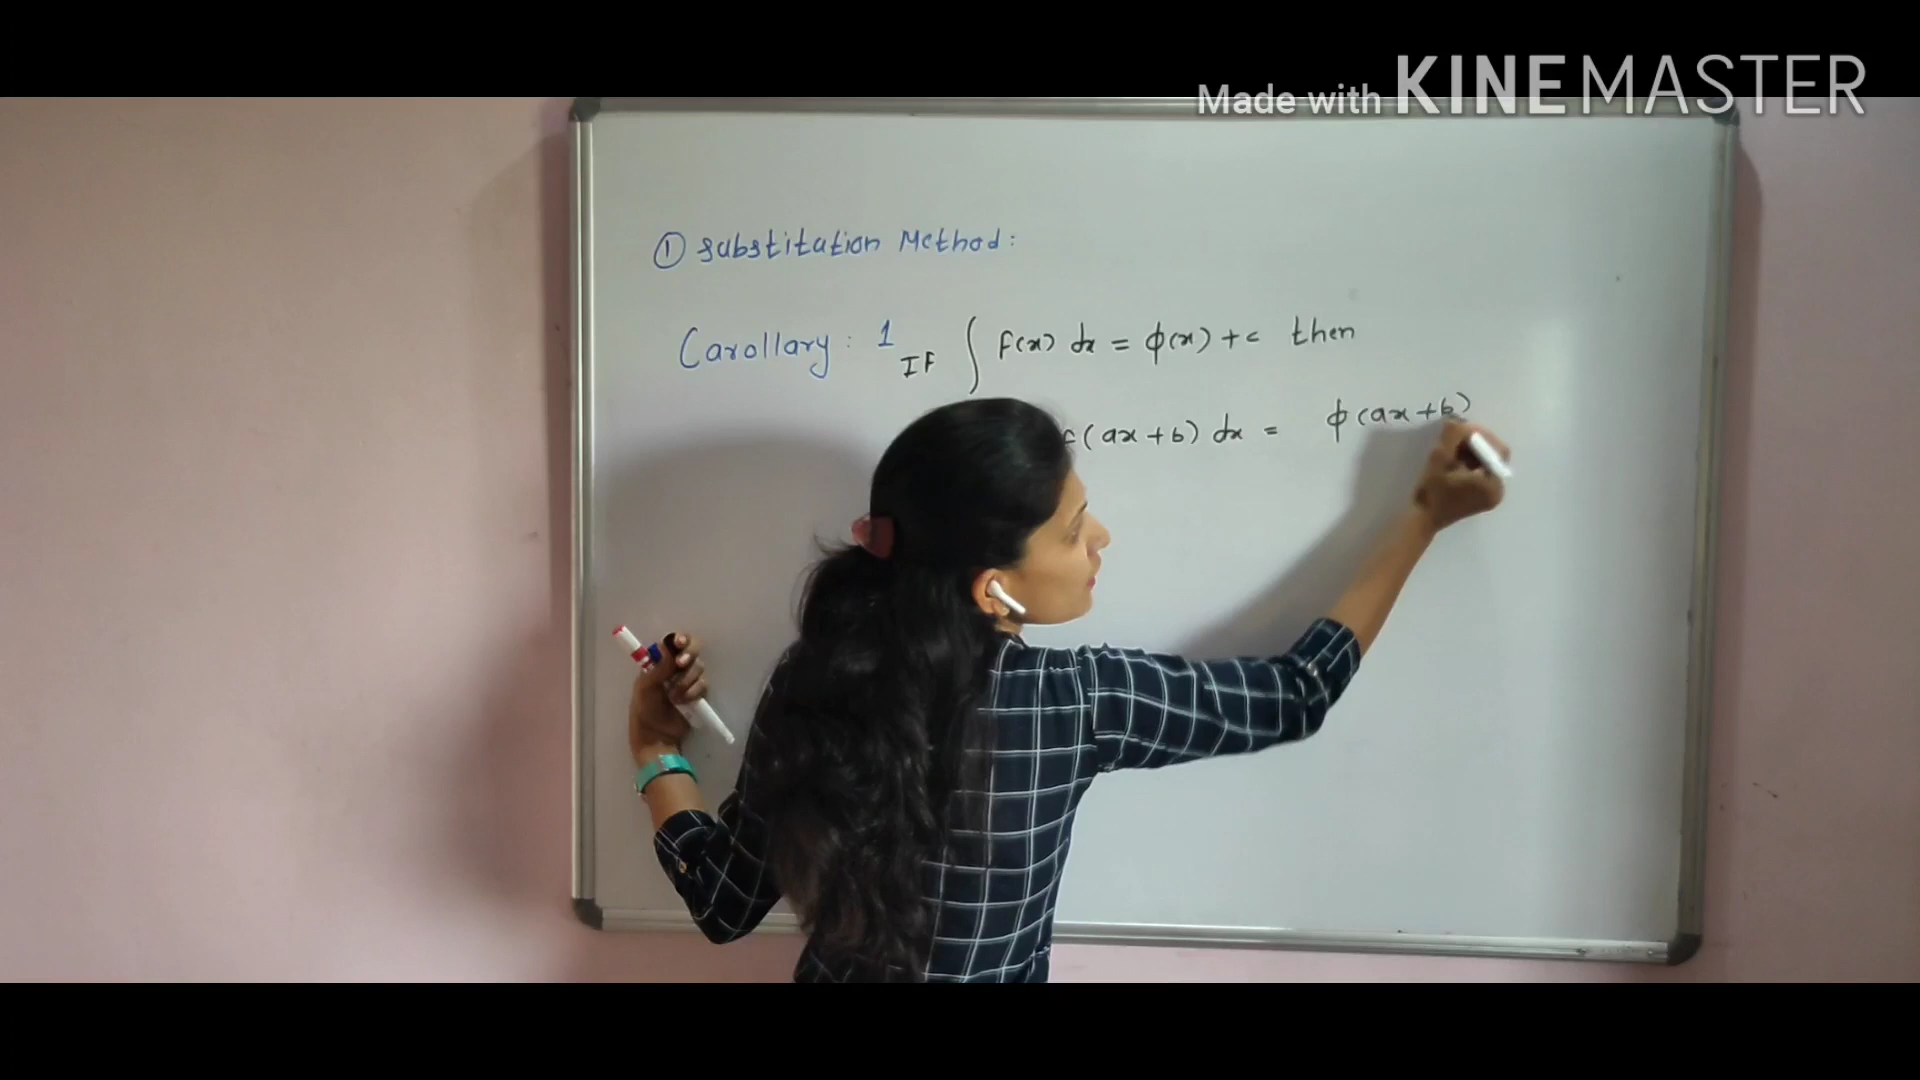 Made with KINEMASTER
① Substitution Method:
Carollary: 1 IF ∫ f(x) dx = ϕ(x) + c then
f(ax+b) dx = ϕ(ax+b)